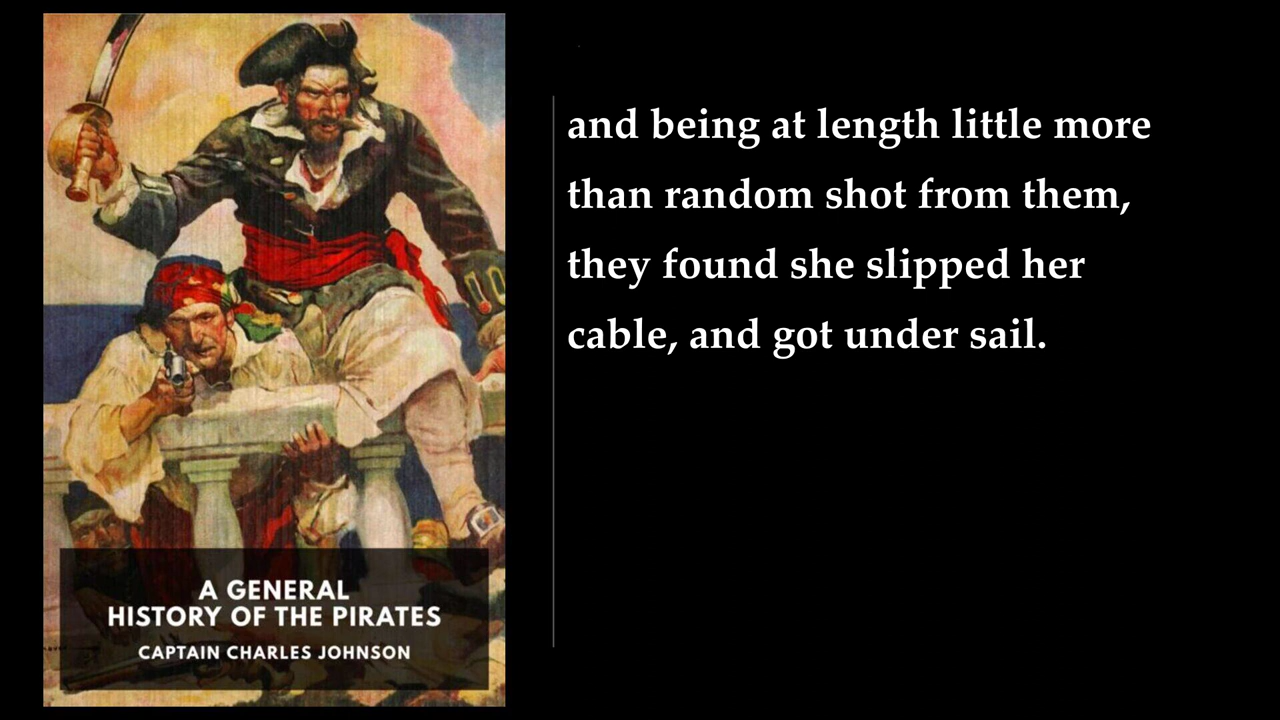 and being at length little more
than random shot from them,
they found she slipped her
cable, and got under sail.
A GENERAL
HISTORY OF THE PIRATES
CAPTAIN CHARLES JOHNSON